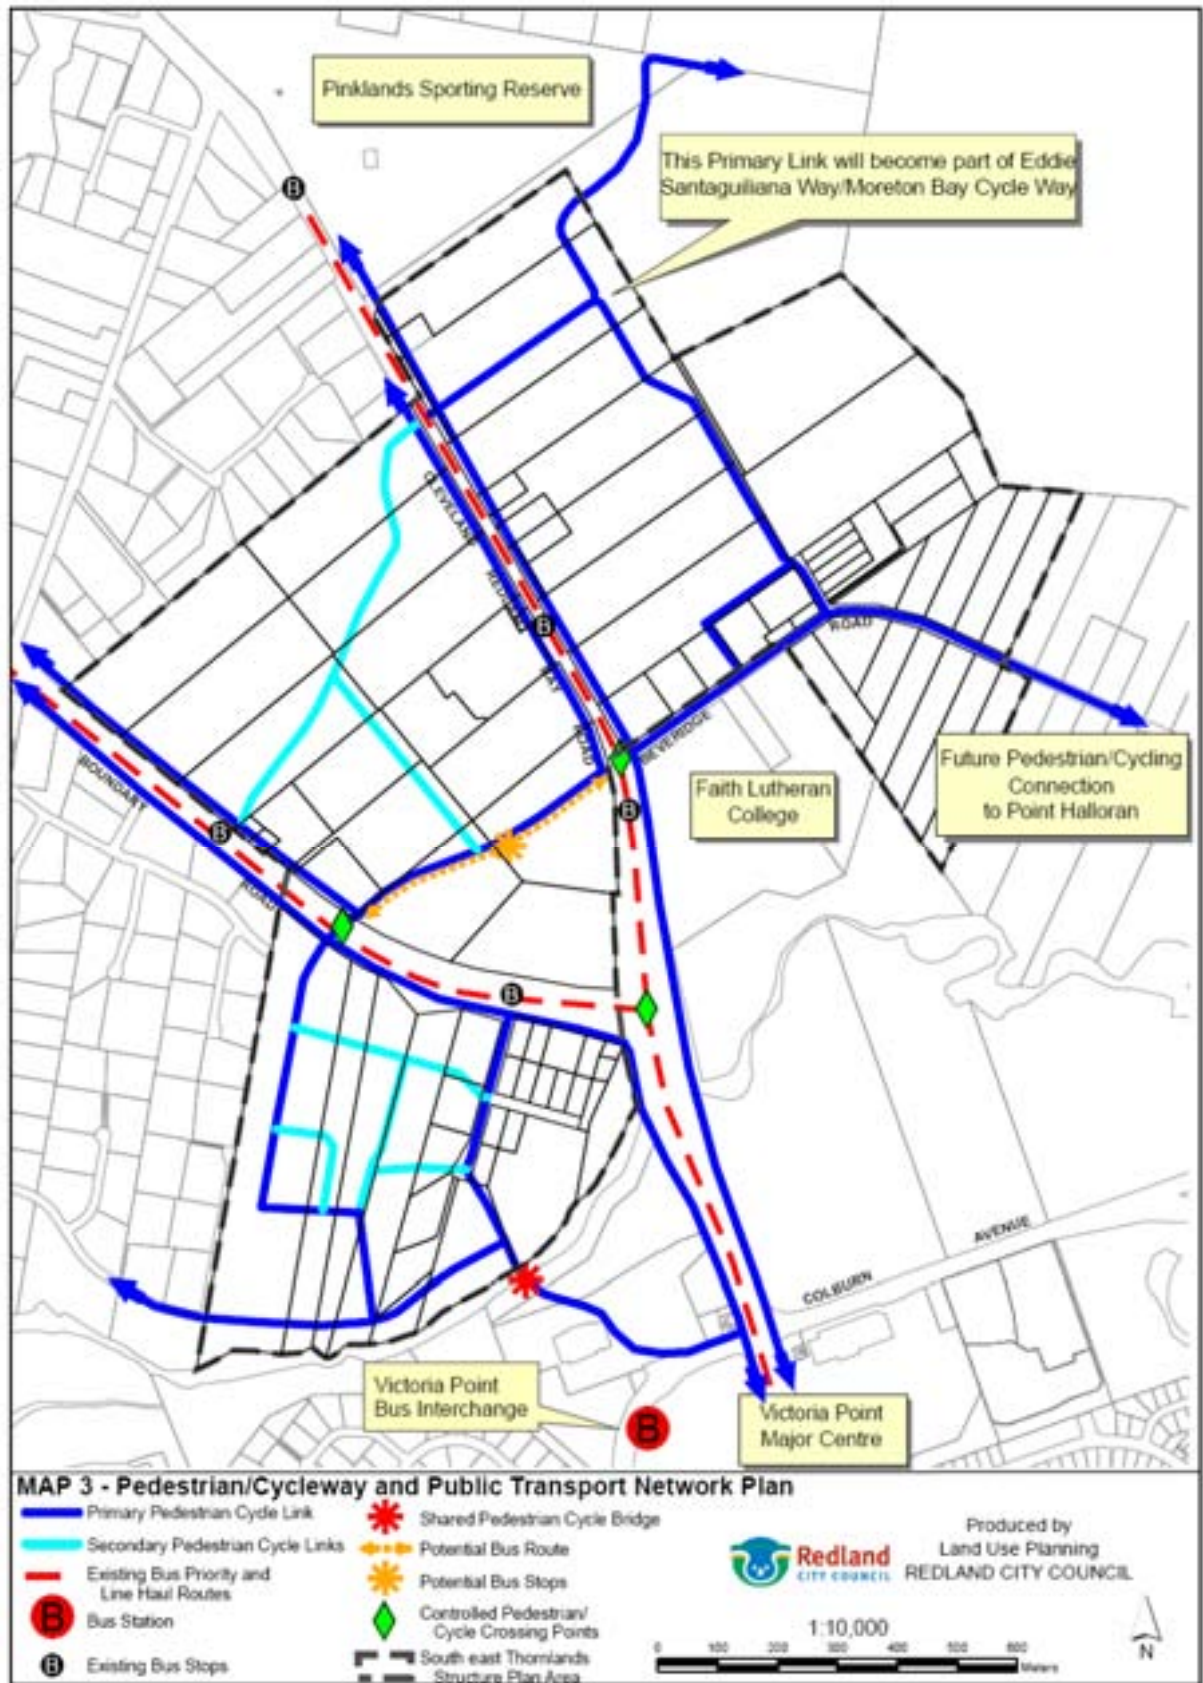 Pinklands Sporting Reserve
This Primary Link will become part of Eddie
Santaguiliana Way/Moreton Bay Cycle Way
B
B
CLEVELAND
REDLAND
BAY
ROAD
ROAD
BEVERIDGE
B
Faith Lutheran
College
Future Pedestrian/Cycling
Connection
to Point Halloran
BOUNDARY
B
ROAD
B
AVENUE
COLBURN
Victoria Point
Bus Interchange
B
Victoria Point
Major Centre
MAP 3 - Pedestrian/Cycleway and Public Transport Network Plan
Primary Pedestrian Cycle Link
Secondary Pedestrian Cycle Links
Existing Bus Priority and
Line Haul Routes
B
Bus Station
B
Existing Bus Stops
Shared Pedestrian Cycle Bridge
Potential Bus Route
Potential Bus Stops
Controlled Pedestrian/
Cycle Crossing Points
South east Thornlands
Structure Plan Area
Redland
CITY COUNCIL
Produced by
Land Use Planning
REDLAND CITY COUNCIL
1:10,000
0 100 200 300 400 500 600
Meters
N